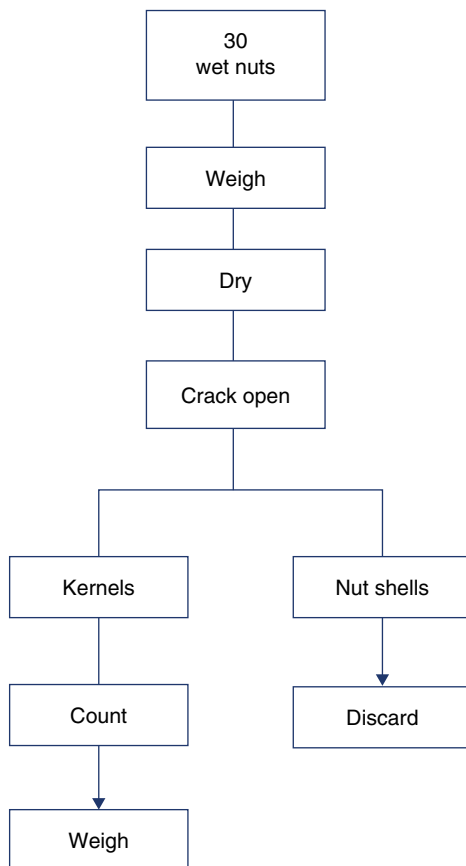 30
wet nuts
Weigh
Dry
Crack open
Kernels
Nut shells
Count
Discard
Weigh